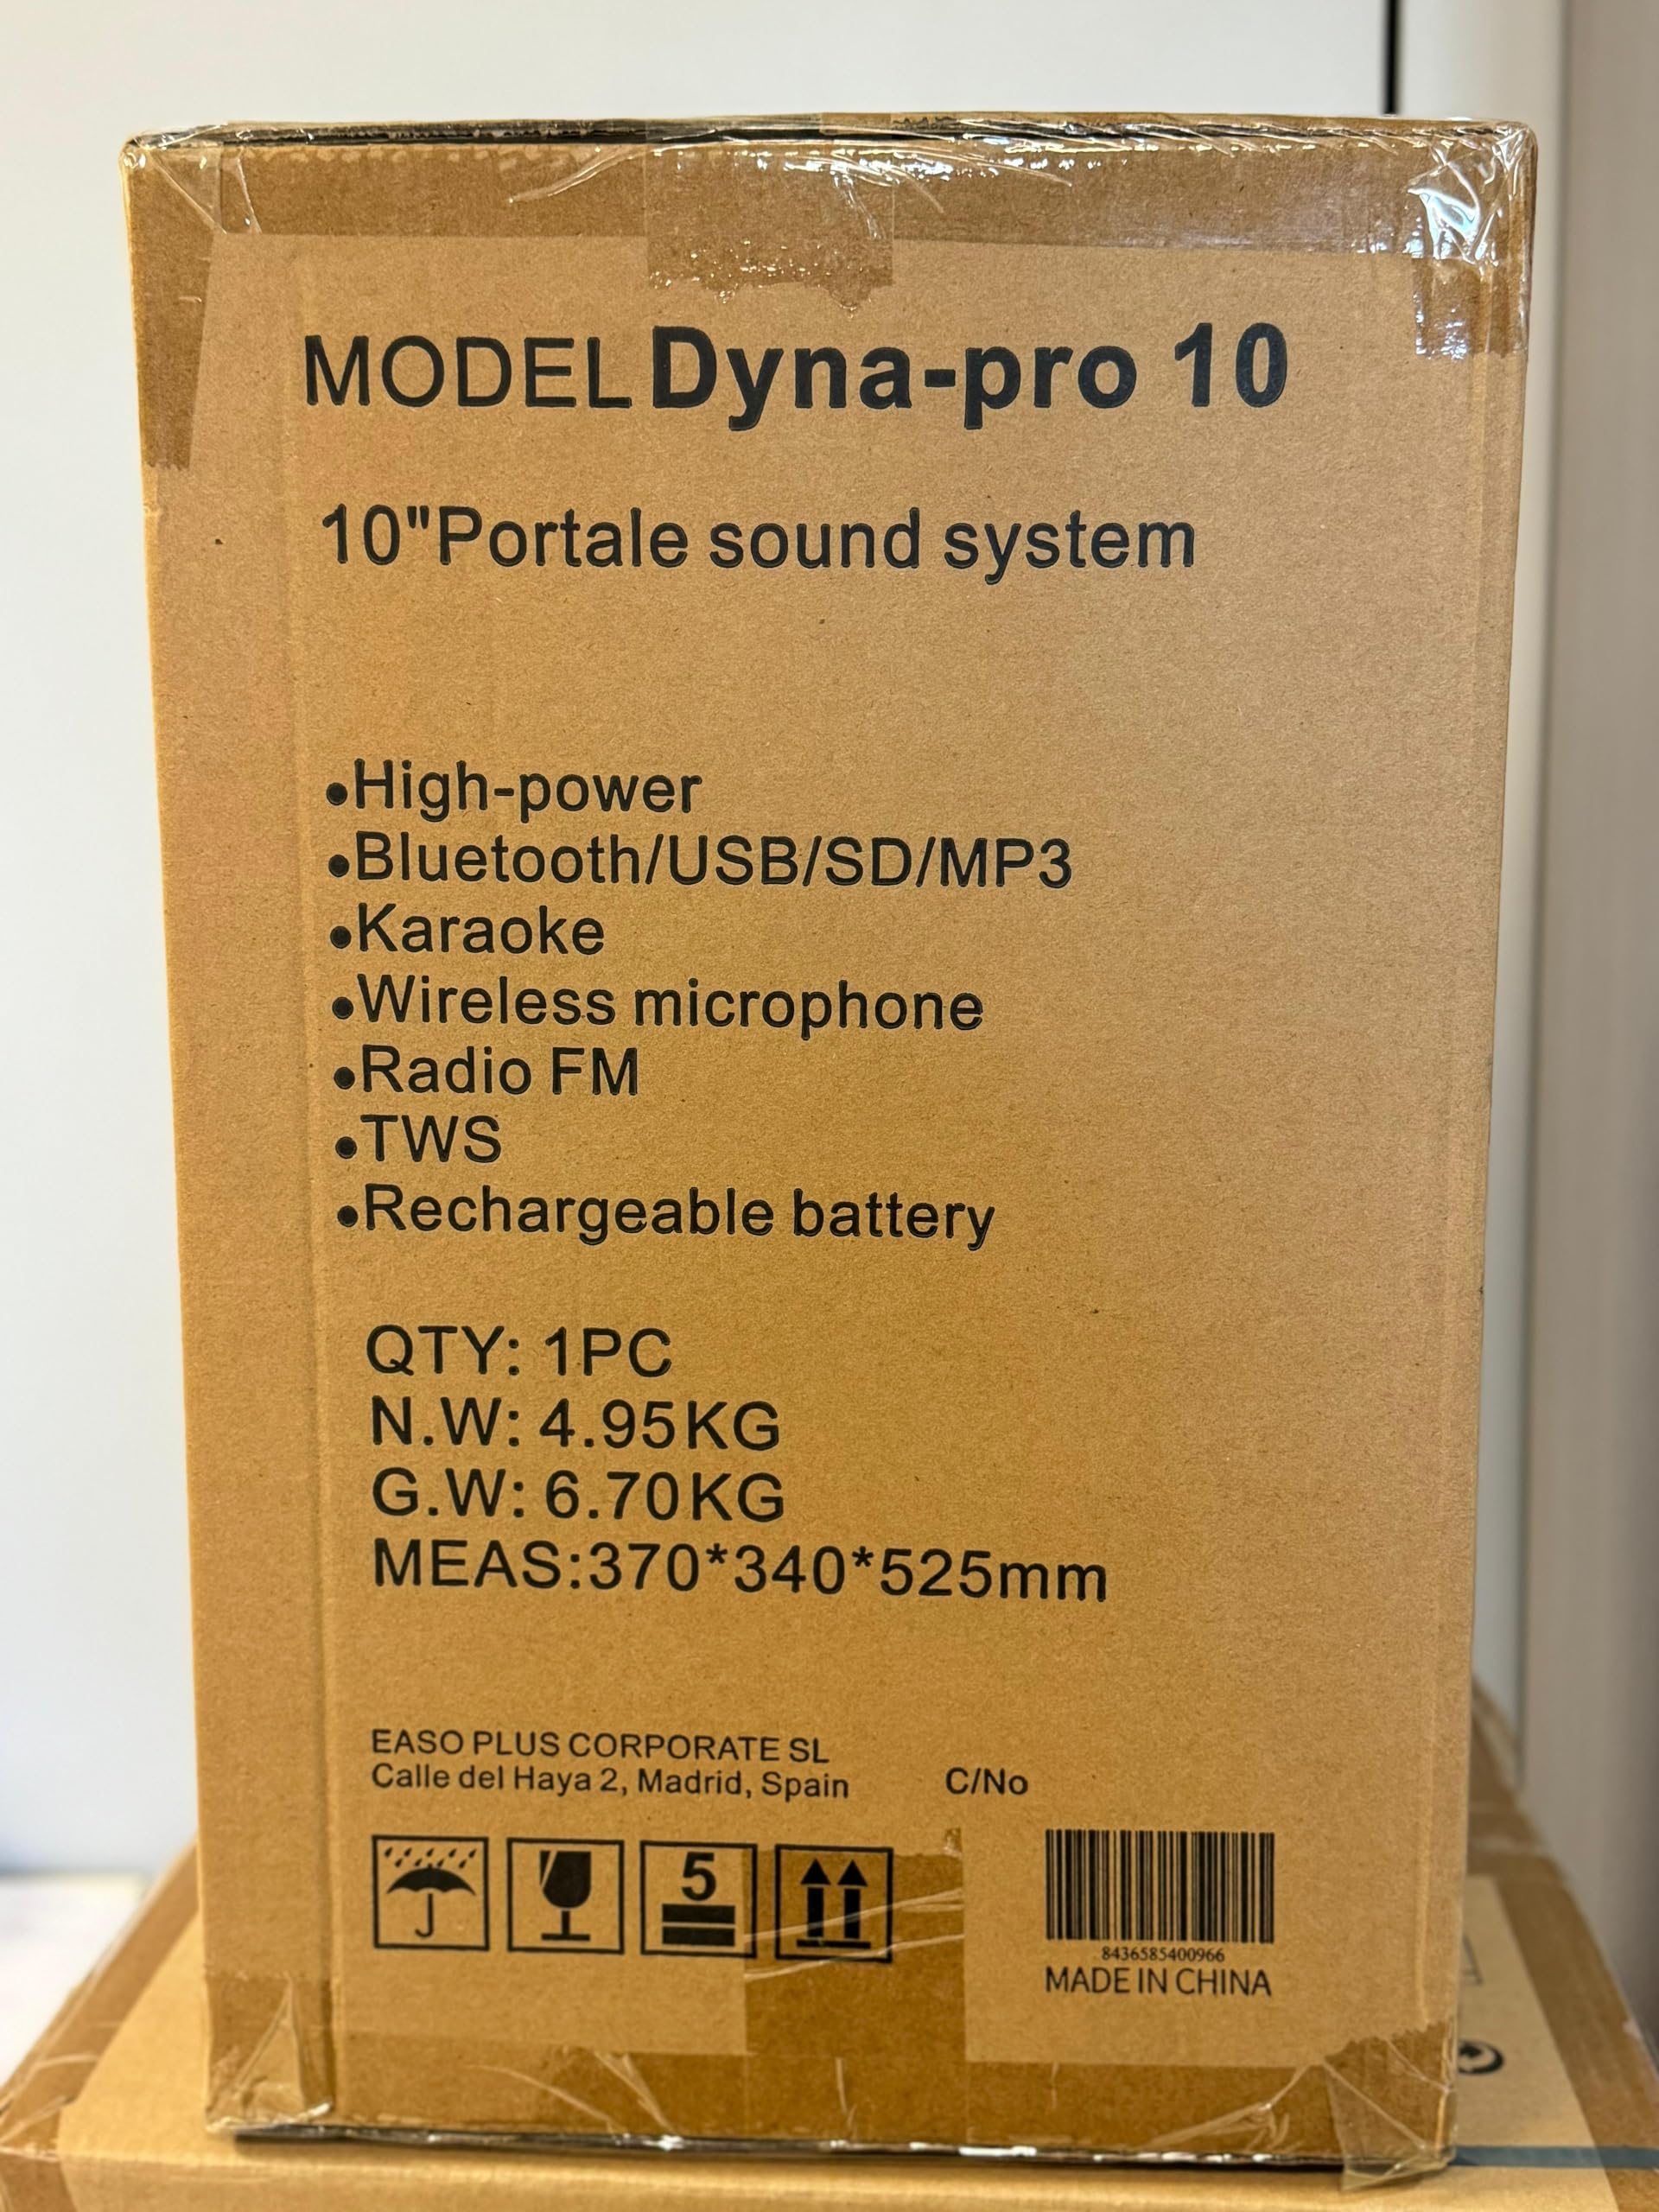 MODEL Dyna-pro 10
10"Portale sound system
•High-power
•Bluetooth/USB/SD/MP3
•Karaoke
•Wireless microphone
•Radio FM
•TWS
•Rechargeable battery
QTY: 1PC
N.W: 4.95KG
G.W: 6.70KG
MEAS:370*340*525mm
EASO PLUS CORPORATE SL
Calle del Haya 2, Madrid, Spain
C/No
5
8436585400966
MADE IN CHINA